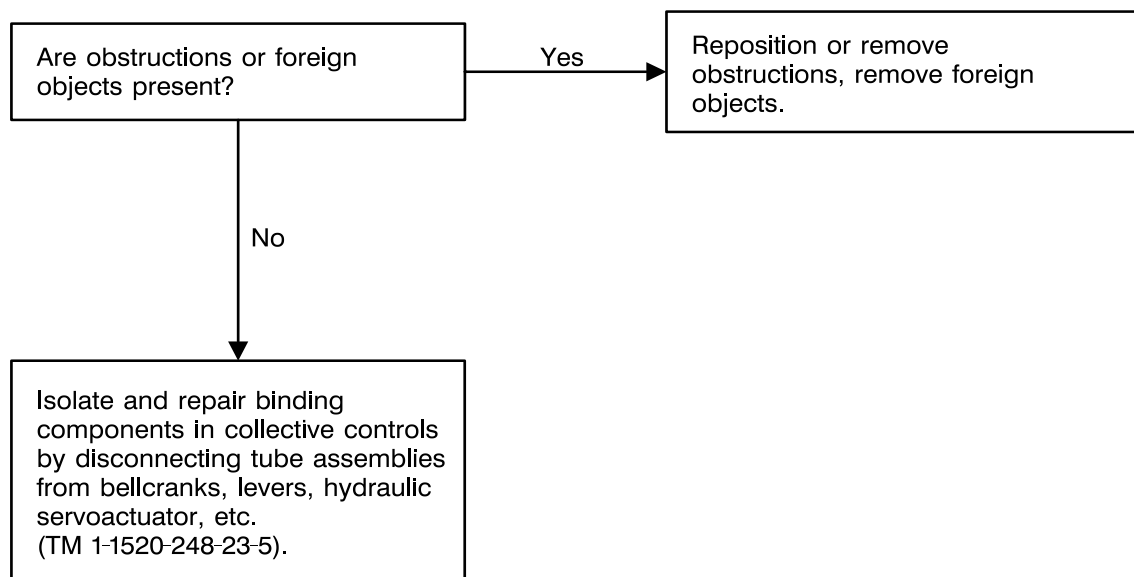 Are obstructions or foreign
objects present?
Yes
Reposition or remove
obstructions, remove foreign
objects.
No
Isolate and repair binding
components in collective controls
by disconnecting tube assemblies
from bellcranks, levers, hydraulic
servoactuator, etc.
(TM 1-1520-248-23-5).